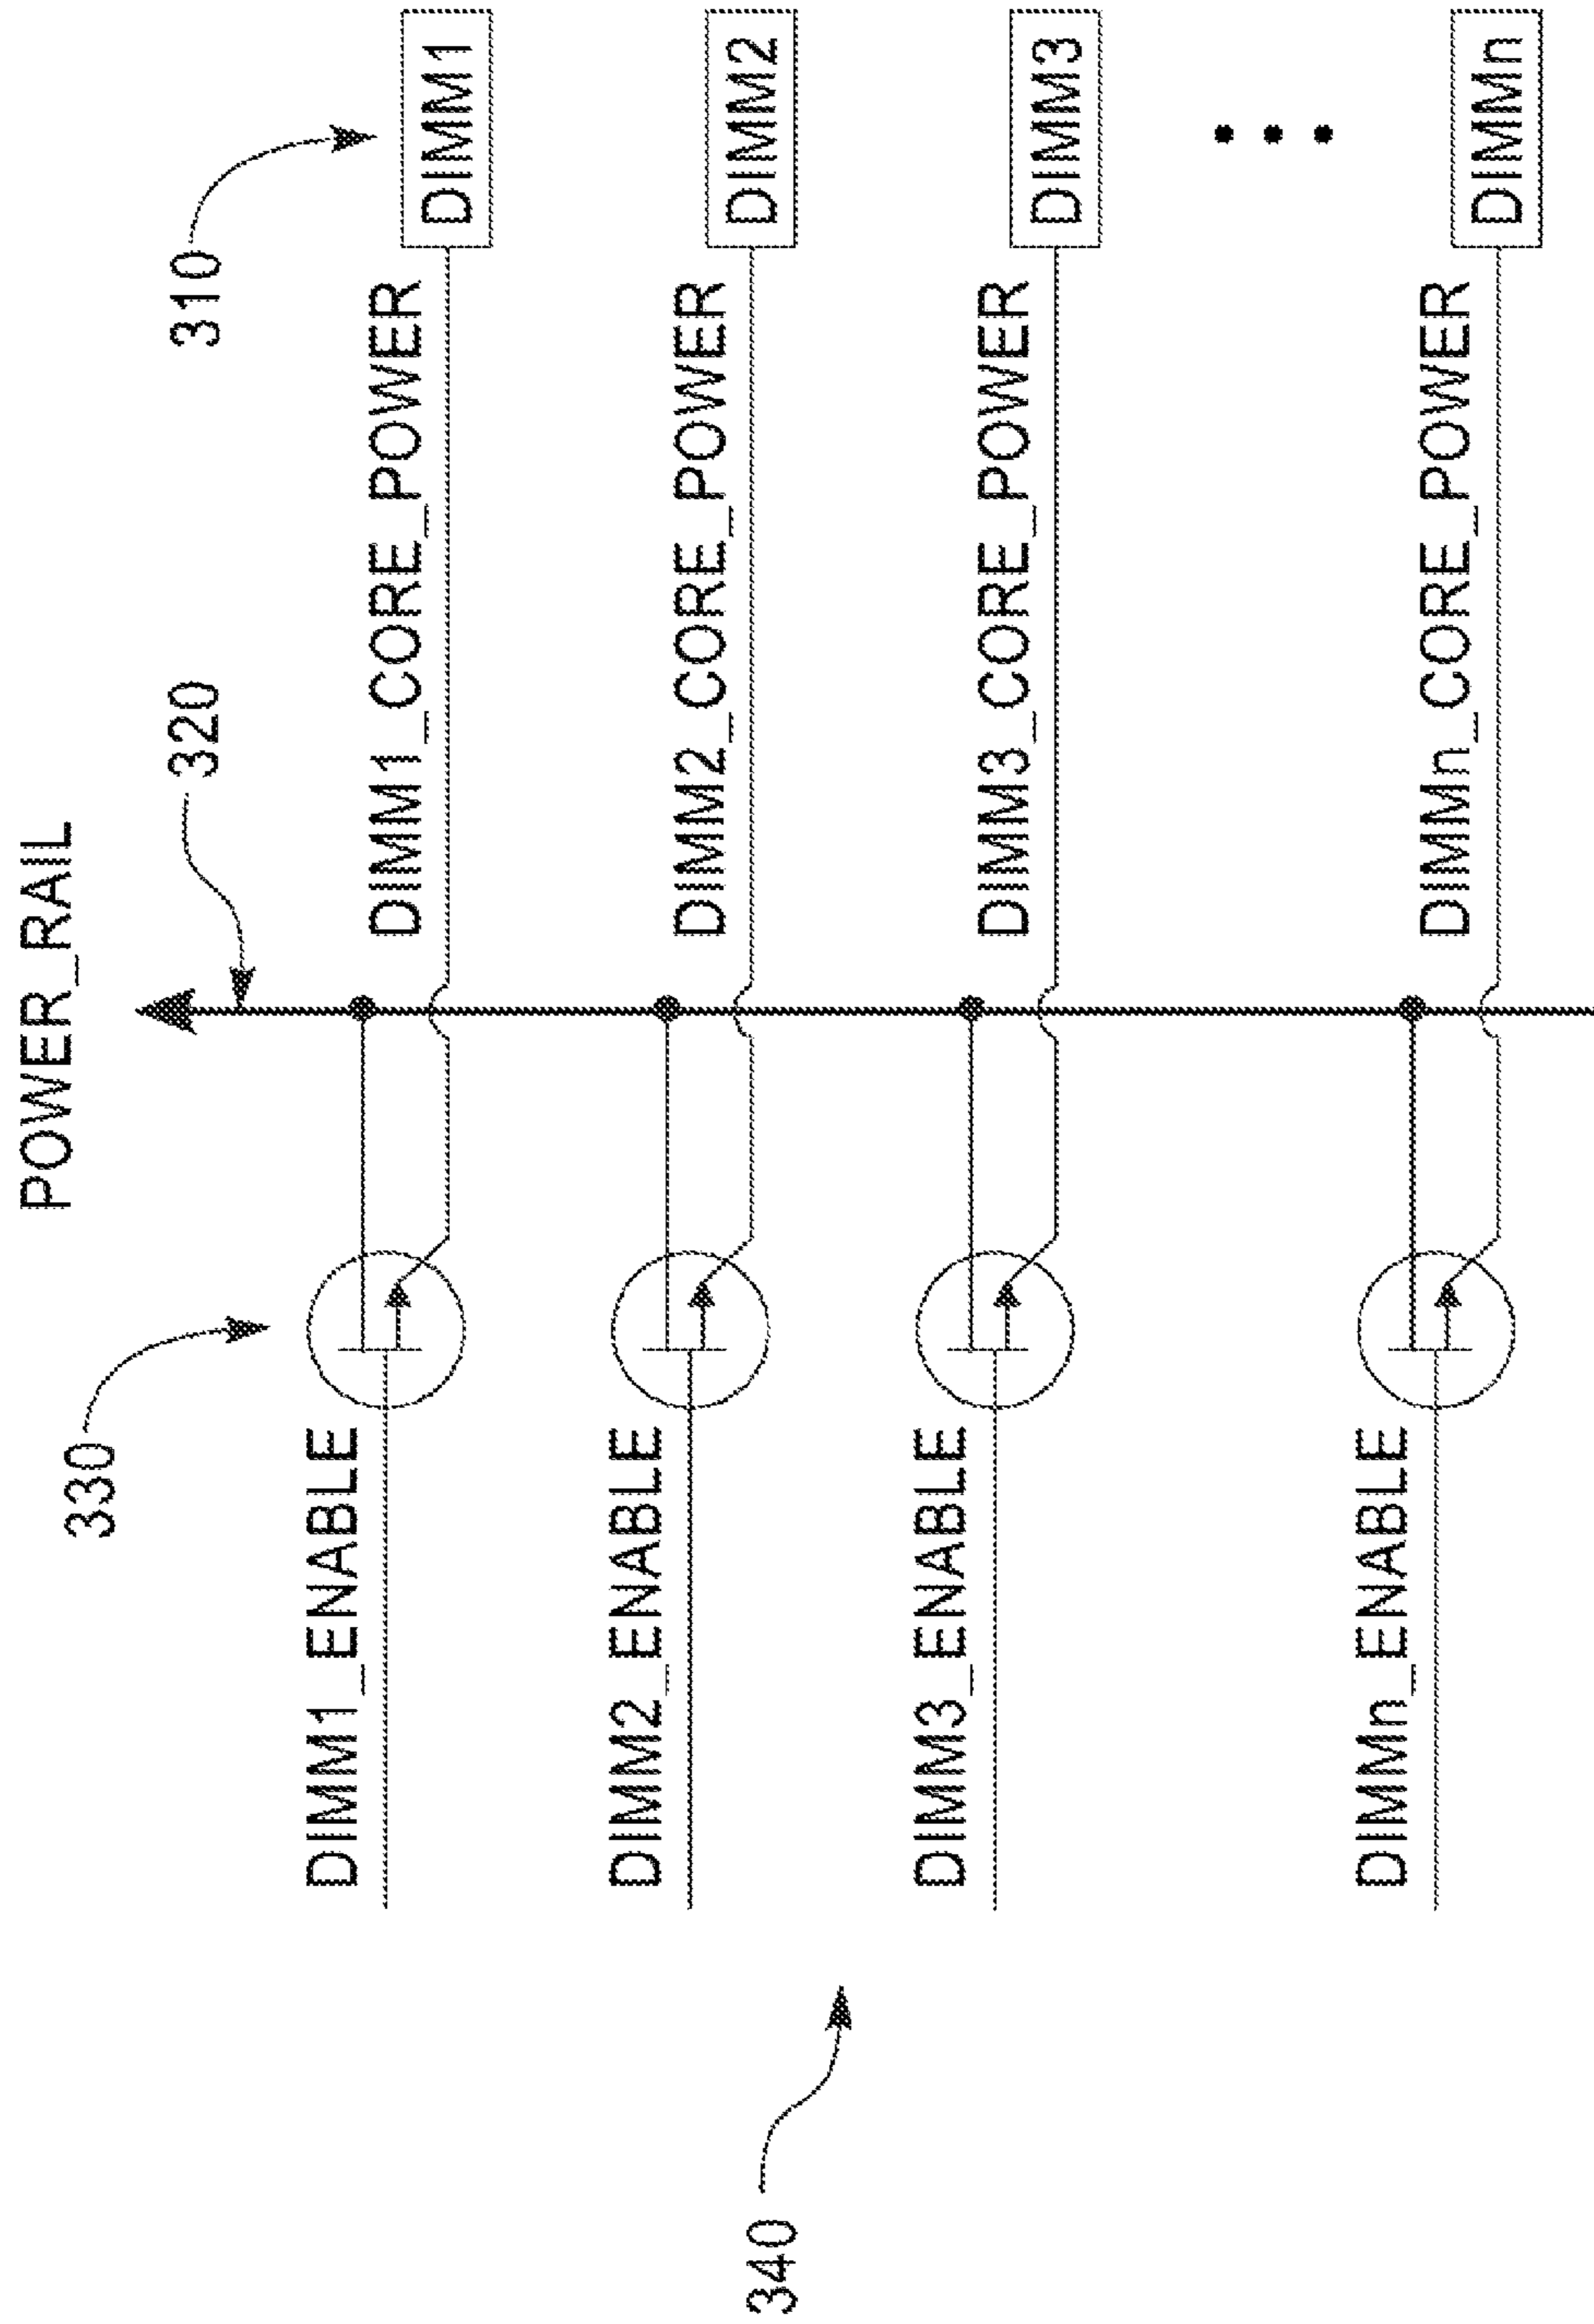 POWER_RAIL
330
320
310
DIMM1_ENABLE
DIMM1_CORE_POWER
DIMM1
DIMM2_ENABLE
DIMM2_CORE_POWER
DIMM2
340
DIMM3_ENABLE
DIMM3_CORE_POWER
DIMM3
DIMMn_ENABLE
DIMMn_CORE_POWER
DIMMn